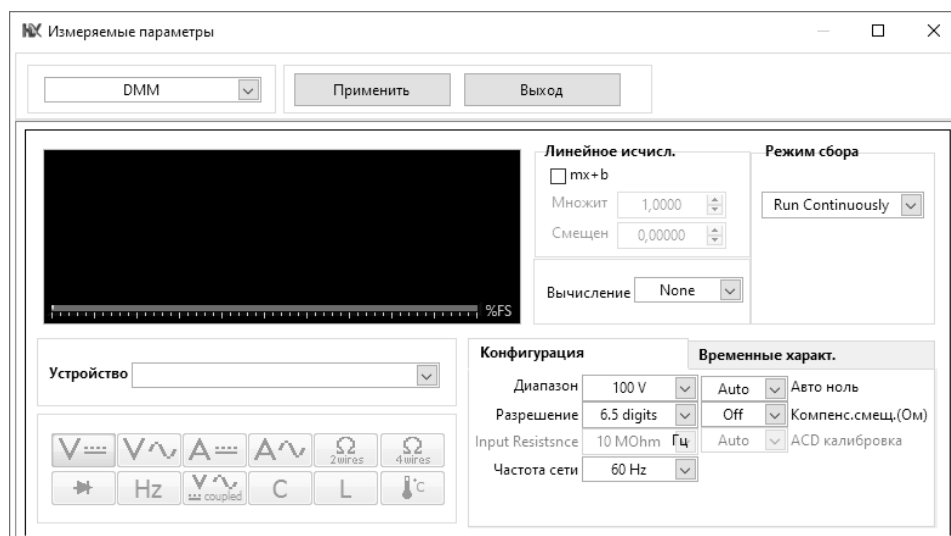 Измеряемые параметры
DMM
Применить
Выход
Линейное исчисл.
mx+b
Множит 1,0000
Смещен 0,00000
Режим сбора
Run Continuously
Вычисление None
%FS
Устройство
Конфигурация
Временные характ.
Диапазон 100 V Auto Авто ноль
Разрешение 6.5 digits Off Компенс.смещ.(Ом)
Input Resistsnce 10 MOhm Гц Auto ACD калибровка
Частота сети 60 Hz
V V A A Ω 2wires Ω 4wires
Hz V coupled C L °C